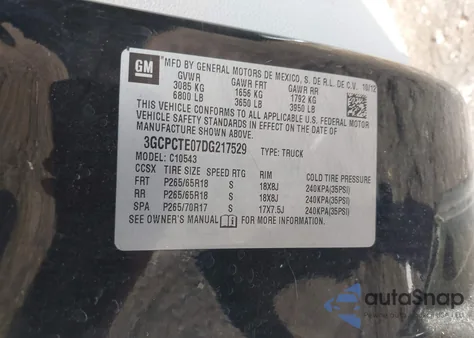 GM
MFD BY GENERAL MOTORS DE MEXICO, S. DE R.L. DE C.V. 10/12
GVWR GAWR FRT GAWR RR
3085 KG 1656 KG 1792 KG
6800 LB 3650 LB 3950 LB
THIS VEHICLE CONFORMS TO ALL APPLICABLE U.S. FEDERAL MOTOR
VEHICLE SAFETY AND THEFT PREVENTION STANDARDS IN EFFECT ON
THE DATE OF MANUFACTURE SHOWN ABOVE.
3GCPCTE07DG217529 TYPE: TRUCK
MODEL: C10543
CCSX TIRE SIZE SPEED RTG RIM COLD TIRE PRESSURE
FRT P265/65R18 S 18X8J 240KPA(35PSI)
RR P265/65R18 S 18X8J 240KPA(35PSI)
SPA P265/70R17 S 17X7.5J 240KPA(35PSI)
SEE OWNER'S MANUAL FOR MORE INFORMATION.
autoSnap